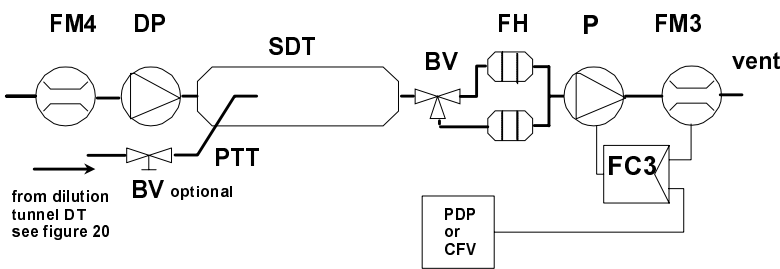 FM4
DP
SDT
BV
FH
P
FM3
vent
PTT
BV optional
from dilution
tunnel DT
see figure 20
FC3
PDP
or
CFV